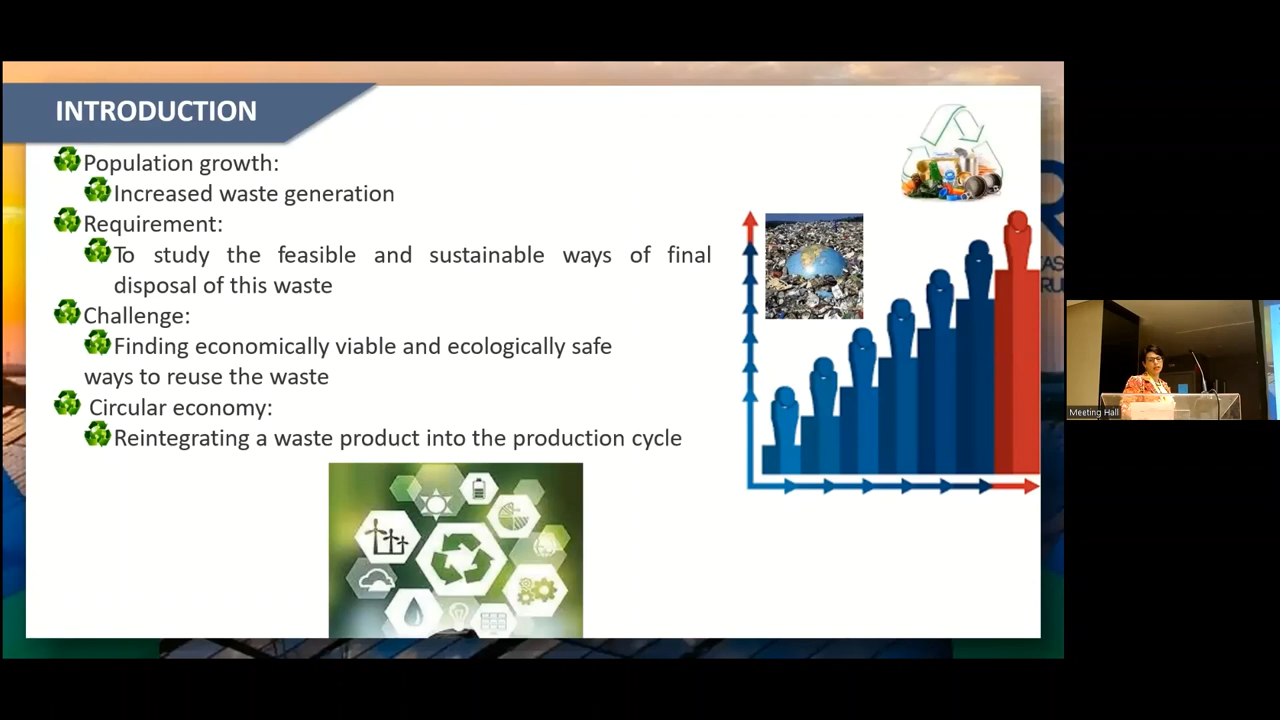 INTRODUCTION
Population growth:
Increased waste generation
Requirement:
To study the feasible and sustainable ways of final
disposal of this waste
Challenge:
Finding economically viable and ecologically safe
ways to reuse the waste
Circular economy:
Reintegrating a waste product into the production cycle
Meeting Hall